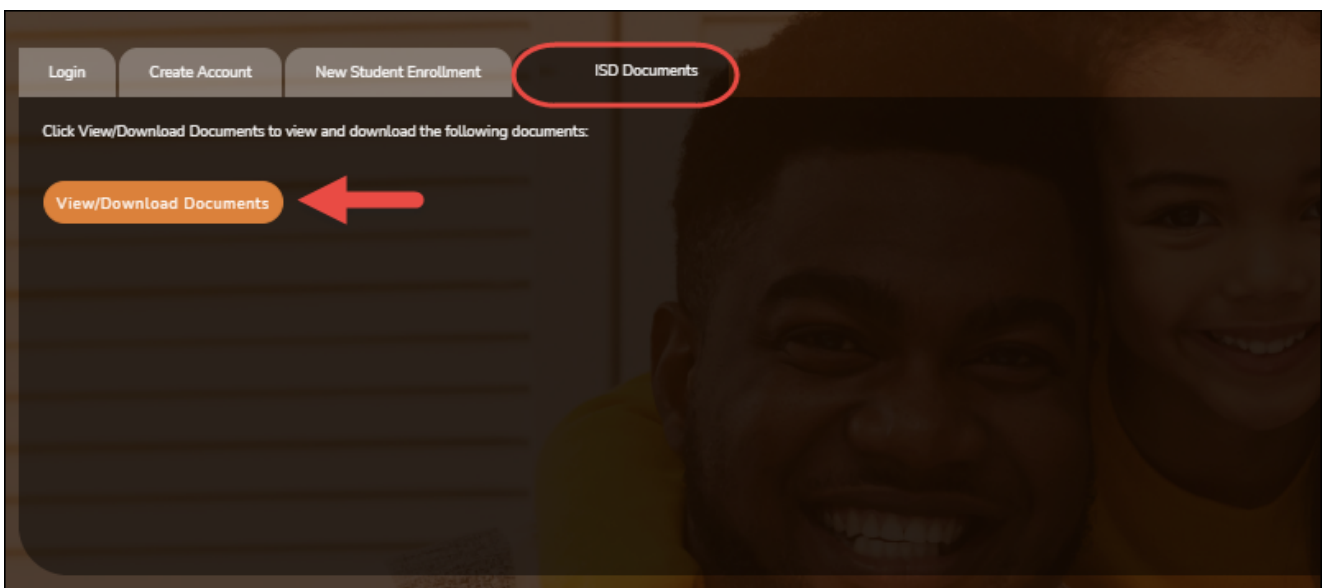 Login
Create Account
New Student Enrollment
ISD Documents
Click View/Download Documents to view and download the following documents:
View/Download Documents